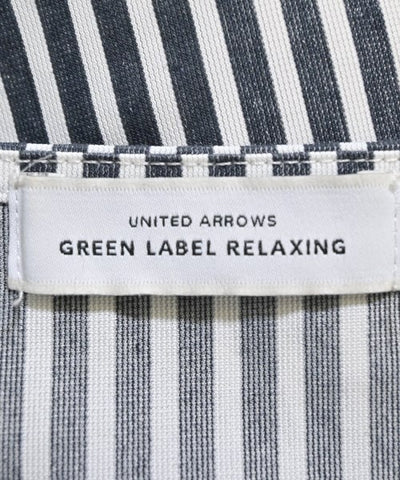 UNITED ARROWS
GREEN LABEL RELAXING